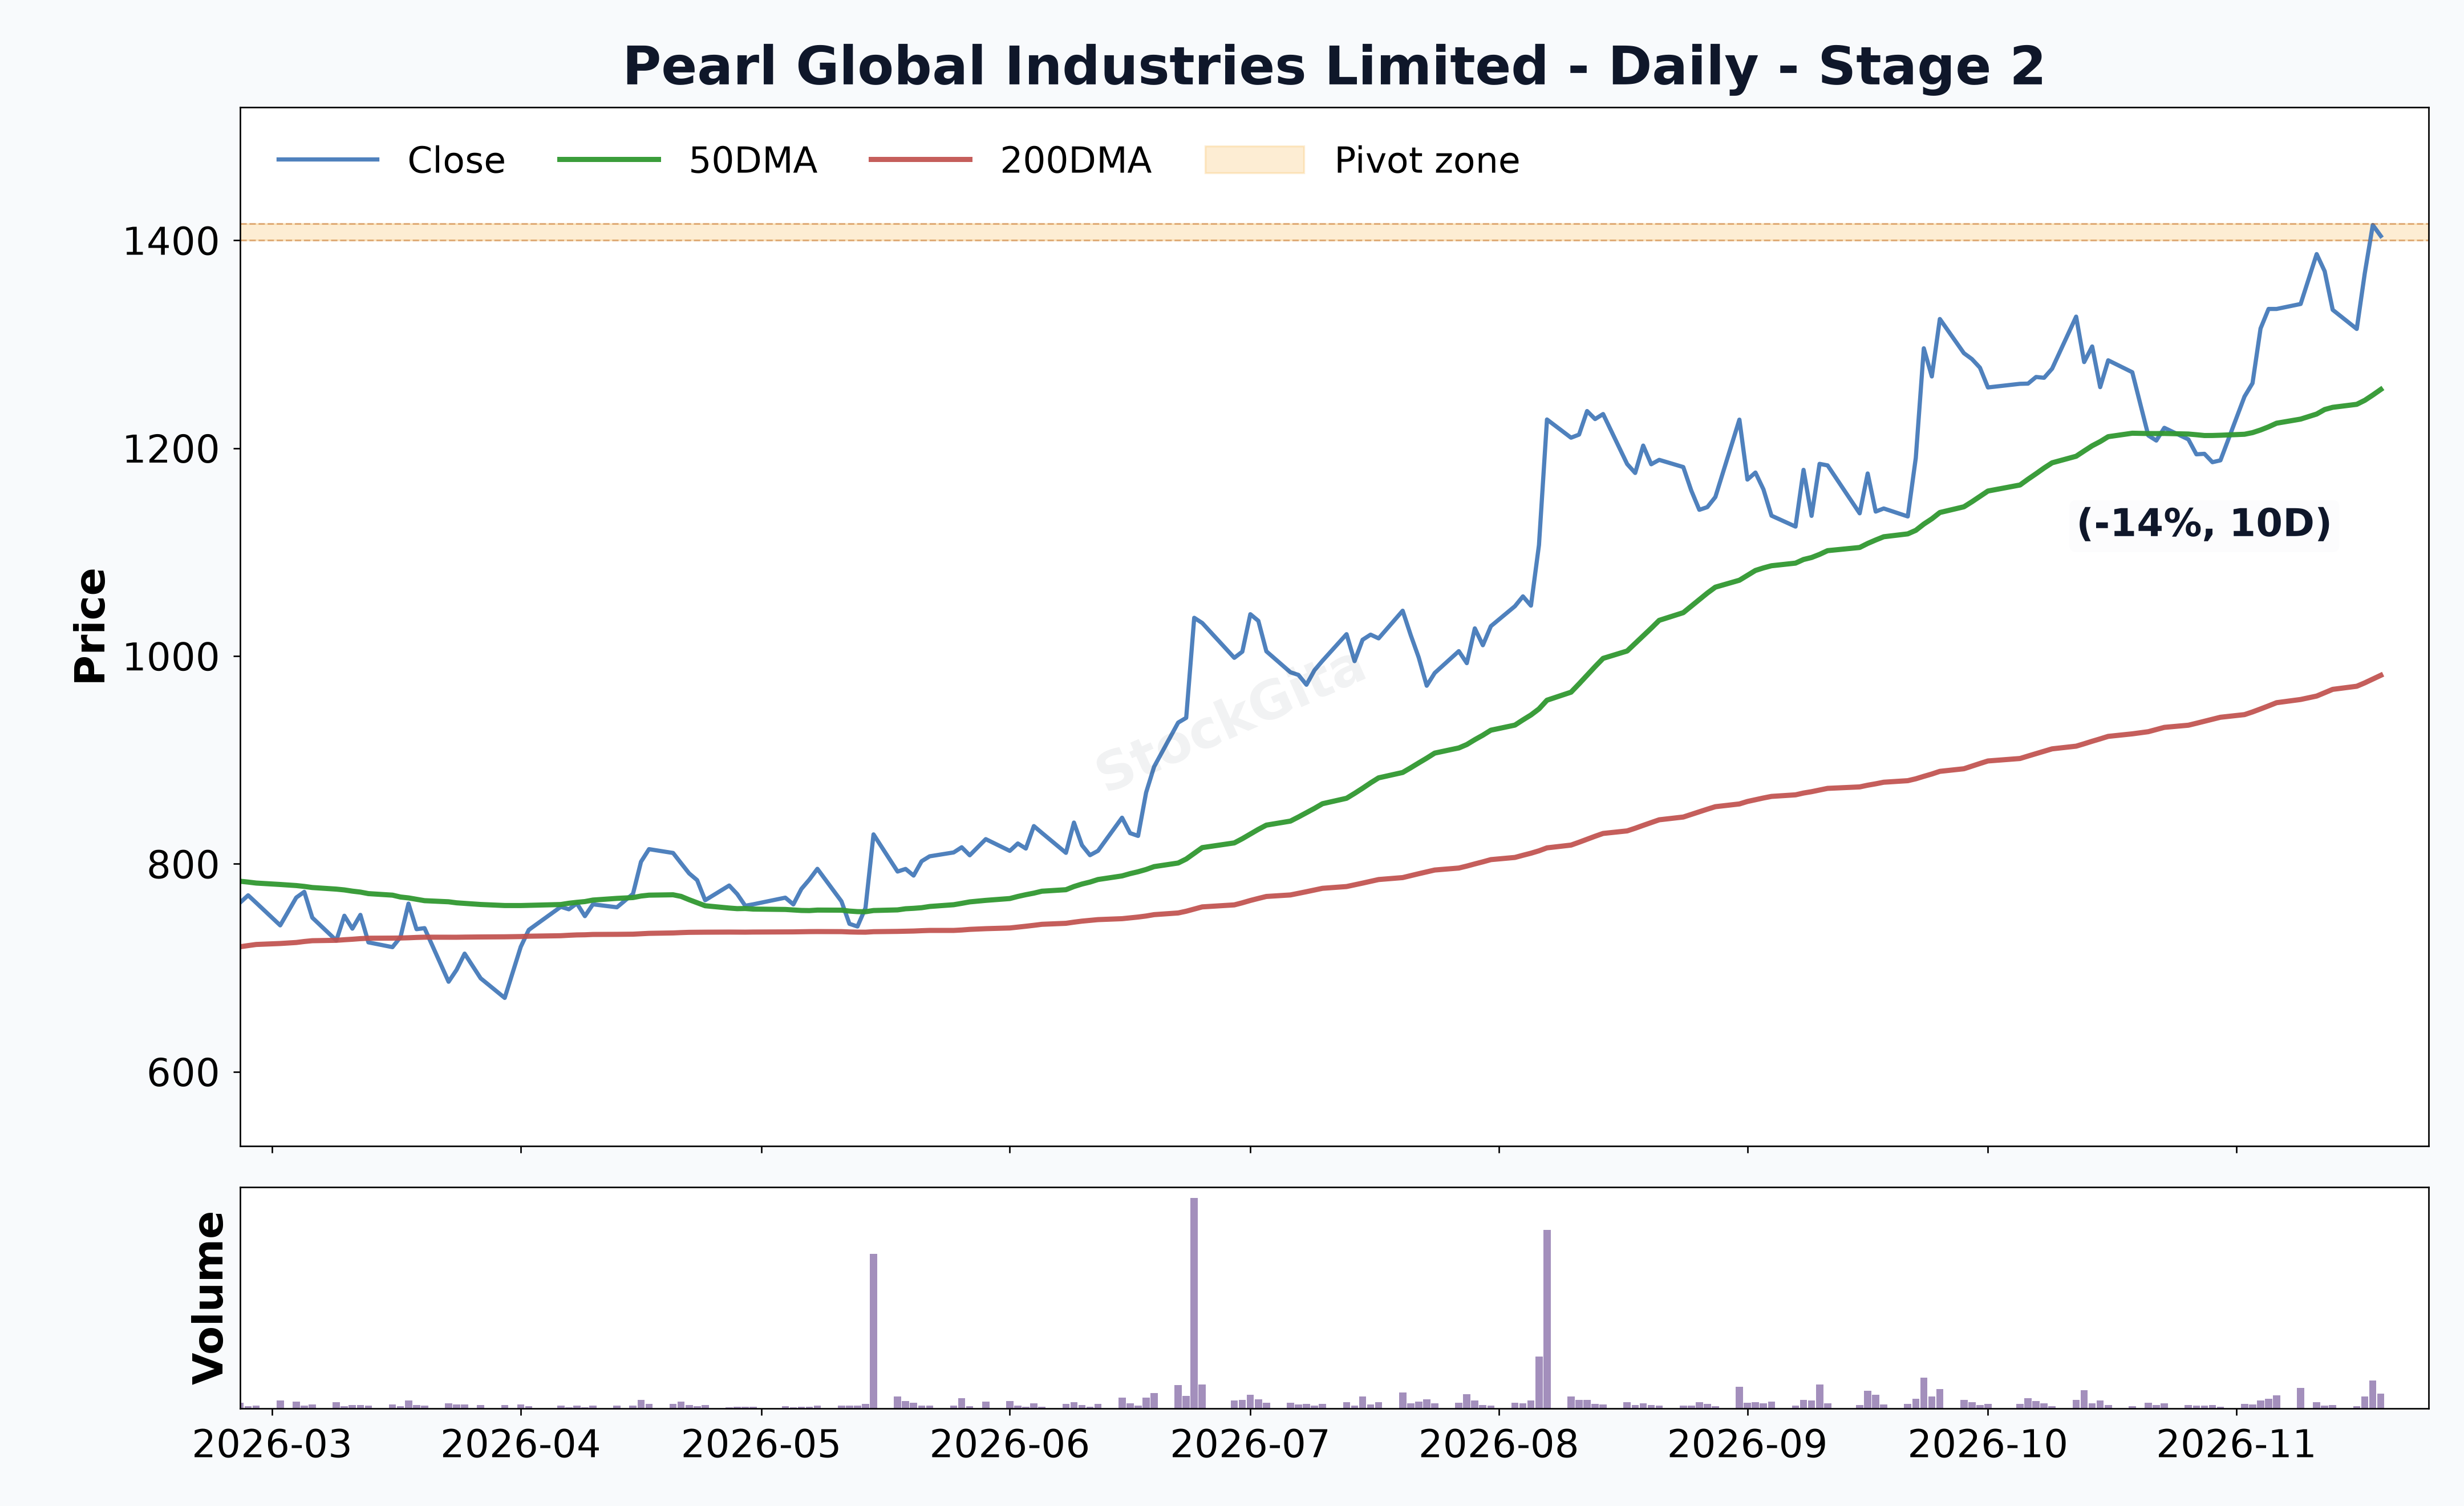 Pearl Global Industries Limited - Daily - Stage 2
Close 50DMA 200DMA Pivot zone
1400
1200
1000
800
600
Price
(-14%, 10D)
StockGita
Volume
2026-03 2026-04 2026-05 2026-06 2026-07 2026-08 2026-09 2026-10 2026-11